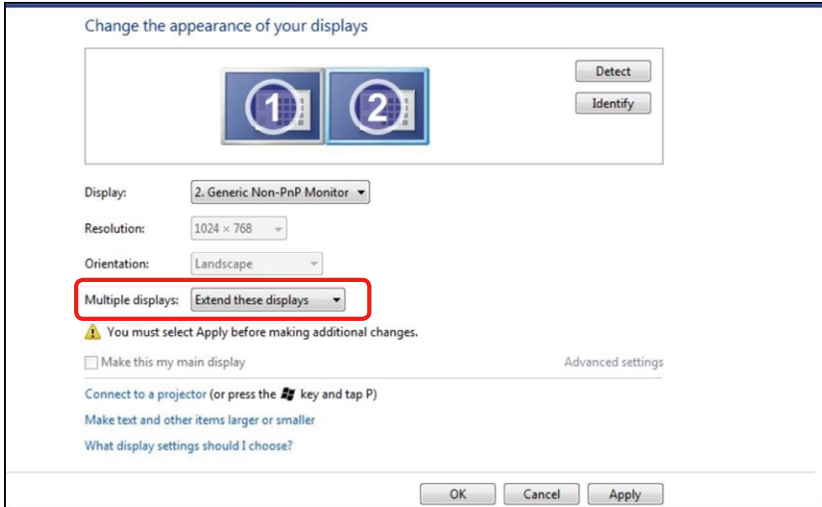 Change the appearance of your displays
1
2
Detect
Identify
Display:
2. Generic Non-PnP Monitor
Resolution:
1024 × 768
Orientation:
Landscape
Multiple displays:
Extend these displays
You must select Apply before making additional changes.
Make this my main display
Advanced settings
Connect to a projector (or press the key and tap P)
Make text and other items larger or smaller
What display settings should I choose?
OK
Cancel
Apply